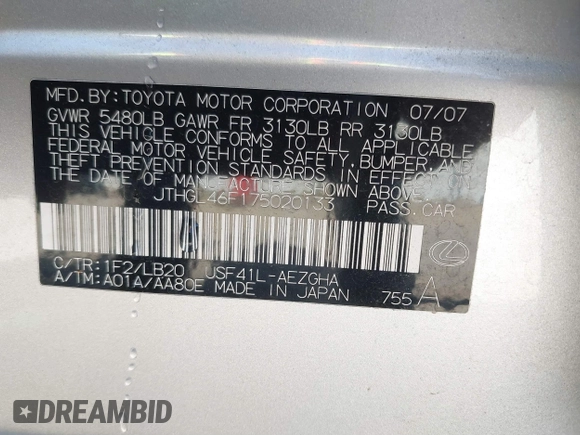 MFD.BY:TOYOTA MOTOR CORPORATION 07/07
GVWR 5480LB GAWR FR 3130LB RR 3130LB
THIS VEHICLE CONFORMS TO ALL APPLICABLE
FEDERAL MOTOR VEHICLE SAFETY,BUMPER,AND
THEFT PREVENTION STANDARDS IN EFFECT ON
THE DATE OF MANUFACTURE SHOWN ABOVE.
JTHGL46F175020133 PASS.CAR
C/TR:1F2/LB20 USF41L-AEZGHA
A/TM:A01A/AA80E MADE IN JAPAN 755 A
DREAMBID